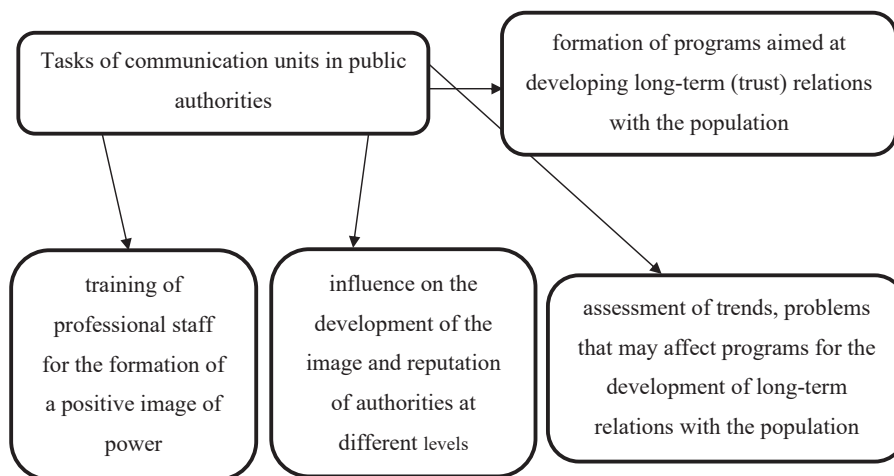 Tasks of communication units in public
authorities
formation of programs aimed at
developing long-term (trust) relations
with the population
training of
professional staff
for the formation of
a positive image of
power
influence on the
development of the
image and reputation
of authorities at
different levels
assessment of trends, problems
that may affect programs for the
development of long-term
relations with the population